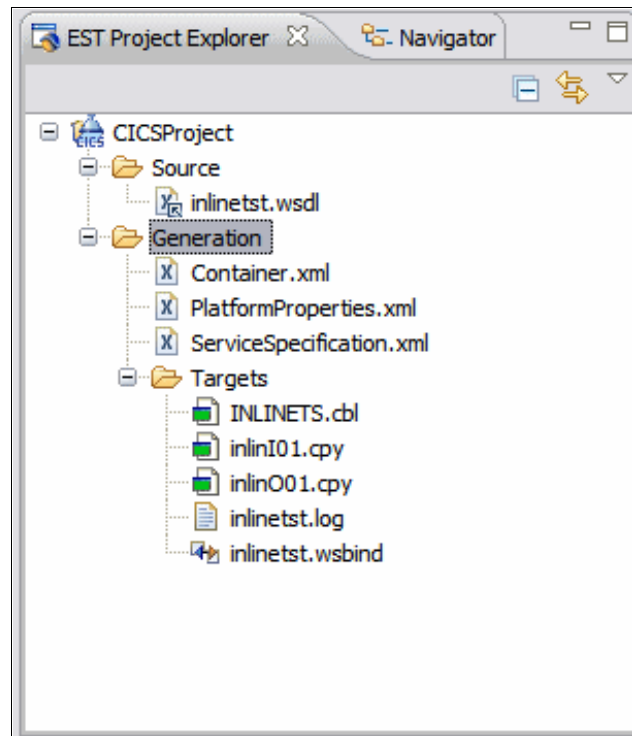 EST Project Explorer Navigator
CICS CICSProject
Source
inlinetst.wsdl
Generation
X Container.xml
X PlatformProperties.xml
X ServiceSpecification.xml
Targets
INLINETS.cbl
inlinI01.cpy
inlinO01.cpy
inlinetst.log
inlinetst.wsbind